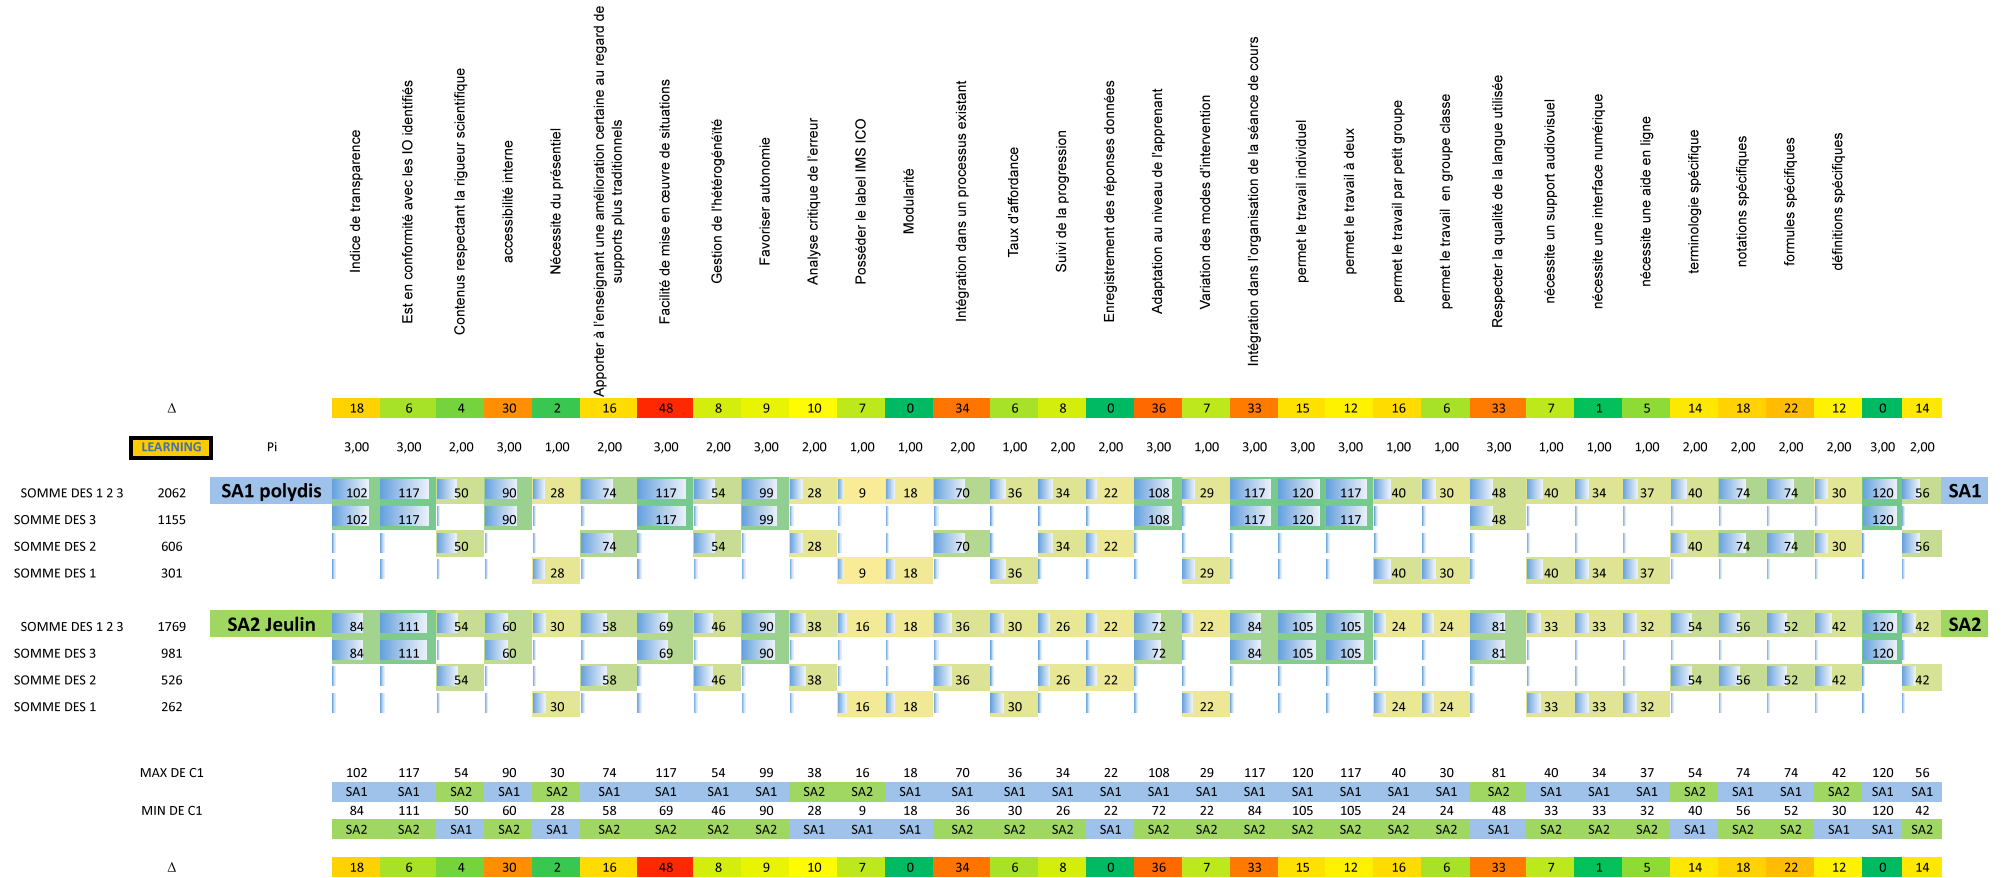 Indice de transparence
Est en conformité avec les IO identifiés
Contenus respectant la rigueur scientifique
accessibilité interne
Nécessite du présentiel
Apporter à l'enseignant une amélioration certaine au regard de
supports plus traditionnels
Facilité de mise en œuvre de situations
Gestion de l'hétérogénéïté
Favoriser autonomie
Analyse critique de l'erreur
Posséder le label IMS ICO
Modularité
Intégration dans un processus existant
Taux d'affordance
Suivi de la progression
Enregistrement des réponses données
Adaptation au niveau de l'apprenant
Variation des modes d'intervention
Intégration dans l'organisation de la séance de cours
permet le travail individuel
permet le travail à deux
permet le travail par petit groupe
permet le travail en groupe classe
Respecter la qualité de la langue utilisée
nécessite un support audiovisuel
nécessite une interface numérique
nécessite une aide en ligne
terminologie spécifique
notations spécifiques
formules spécifiques
définitions spécifiques
Δ 18 6 4 30 2 16 48 8 9 10 7 0 34 6 8 0 36 7 33 15 12 16 6 33 7 1 5 14 18 22 12 0 14
LEARNING Pi 3,00 3,00 2,00 3,00 1,00 2,00 3,00 2,00 3,00 2,00 1,00 1,00 2,00 1,00 2,00 2,00 3,00 1,00 3,00 3,00 3,00 1,00 1,00 3,00 1,00 1,00 1,00 2,00 2,00 2,00 2,00 3,00 2,00
SOMME DES 1 2 3 2062 SA1 polydis 102 117 50 90 28 74 117 54 99 28 9 18 70 36 34 22 108 29 117 120 117 40 30 48 40 34 37 40 74 74 30 120 56 SA1
SOMME DES 3 1155 102 117 90 117 99 108 117 120 117 48 120
SOMME DES 2 606 50 74 54 28 70 34 22 40 74 74 30 56
SOMME DES 1 301 28 9 18 36 29 40 30 40 34 37
SOMME DES 1 2 3 1769 SA2 Jeulin 84 111 54 60 30 58 69 46 90 38 16 18 36 30 26 22 72 22 84 105 105 24 24 81 33 33 32 54 56 52 42 120 42 SA2
SOMME DES 3 981 84 111 60 69 90 72 84 105 105 81 120
SOMME DES 2 526 54 58 46 38 36 26 22 54 56 52 42 42
SOMME DES 1 262 30 16 18 30 22 24 24 33 33 32
MAX DE C1 102 117 54 90 30 74 117 54 99 38 16 18 70 36 34 22 108 29 117 120 117 40 30 81 40 34 37 54 74 74 42 120 56
SA1 SA1 SA2 SA1 SA2 SA1 SA1 SA1 SA1 SA2 SA2 SA1 SA1 SA1 SA1 SA1 SA1 SA1 SA1 SA1 SA1 SA1 SA1 SA2 SA1 SA1 SA1 SA2 SA1 SA1 SA2 SA1 SA1
MIN DE C1 84 111 50 60 28 58 69 46 90 28 9 18 36 30 26 22 72 22 84 105 105 24 24 48 33 33 32 40 56 52 30 120 42
SA2 SA2 SA1 SA2 SA1 SA2 SA2 SA2 SA2 SA1 SA1 SA1 SA2 SA2 SA2 SA1 SA2 SA2 SA2 SA2 SA2 SA2 SA2 SA1 SA2 SA2 SA2 SA1 SA2 SA2 SA1 SA1 SA2
Δ 18 6 4 30 2 16 48 8 9 10 7 0 34 6 8 0 36 7 33 15 12 16 6 33 7 1 5 14 18 22 12 0 14